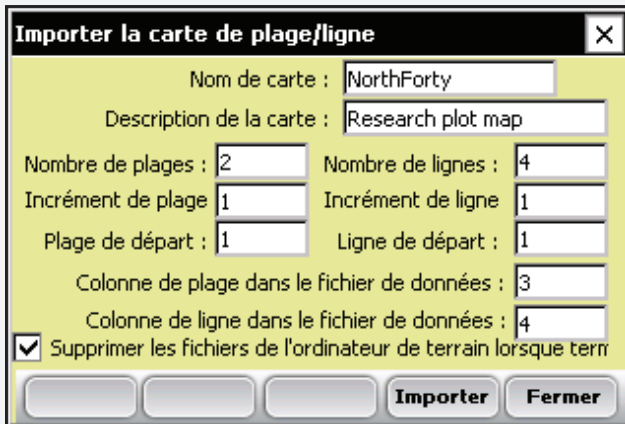 Importer la carte de plage/ligne
Nom de carte : NorthForty
Description de la carte : Research plot map
Nombre de plages : 2 Nombre de lignes : 4
Incrément de plage 1 Incrément de ligne 1
Plage de départ : 1 Ligne de départ : 1
Colonne de plage dans le fichier de données : 3
Colonne de ligne dans le fichier de données : 4
Supprimer les fichiers de l'ordinateur de terrain lorsque term
Importer Fermer